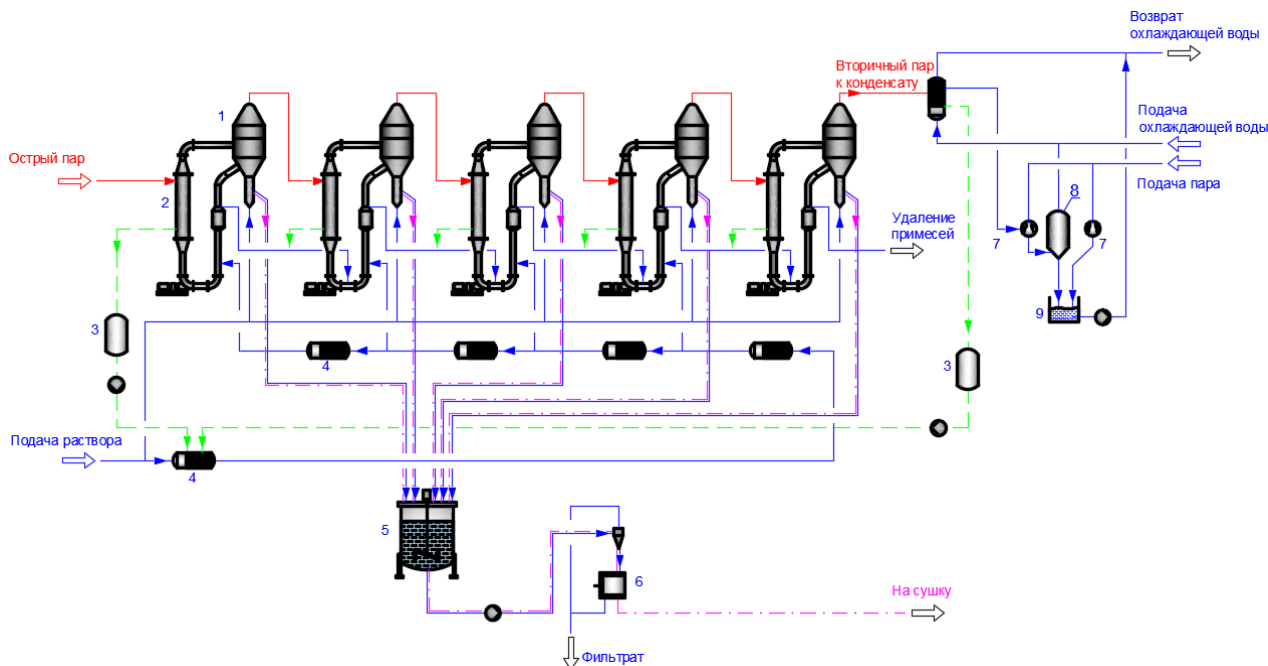 Возврат
охлаждающей воды
Вторичный пар
к конденсату
1
Подача
охлаждающей воды
Острый пар
2
Подача пара
8
Удаление
примесей
7
7
3
9
4
3
Подача раствора
4
5
6
На сушку
Фильтрат